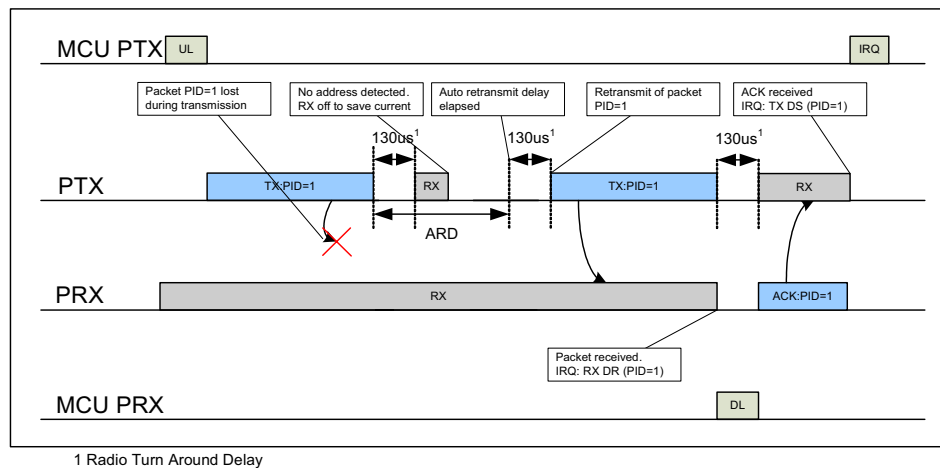 MCU PTX
UL
IRQ
Packet PID=1 lost
during transmission
No address detected.
RX off to save current
Auto retransmit delay
elapsed
Retransmit of packet
PID=1
ACK received
IRQ: TX DS (PID=1)
130us1
130us1
130us1
PTX
TX:PID=1
RX
TX:PID=1
RX
ARD
PRX
RX
ACK:PID=1
Packet received.
IRQ: RX DR (PID=1)
MCU PRX
DL
1 Radio Turn Around Delay